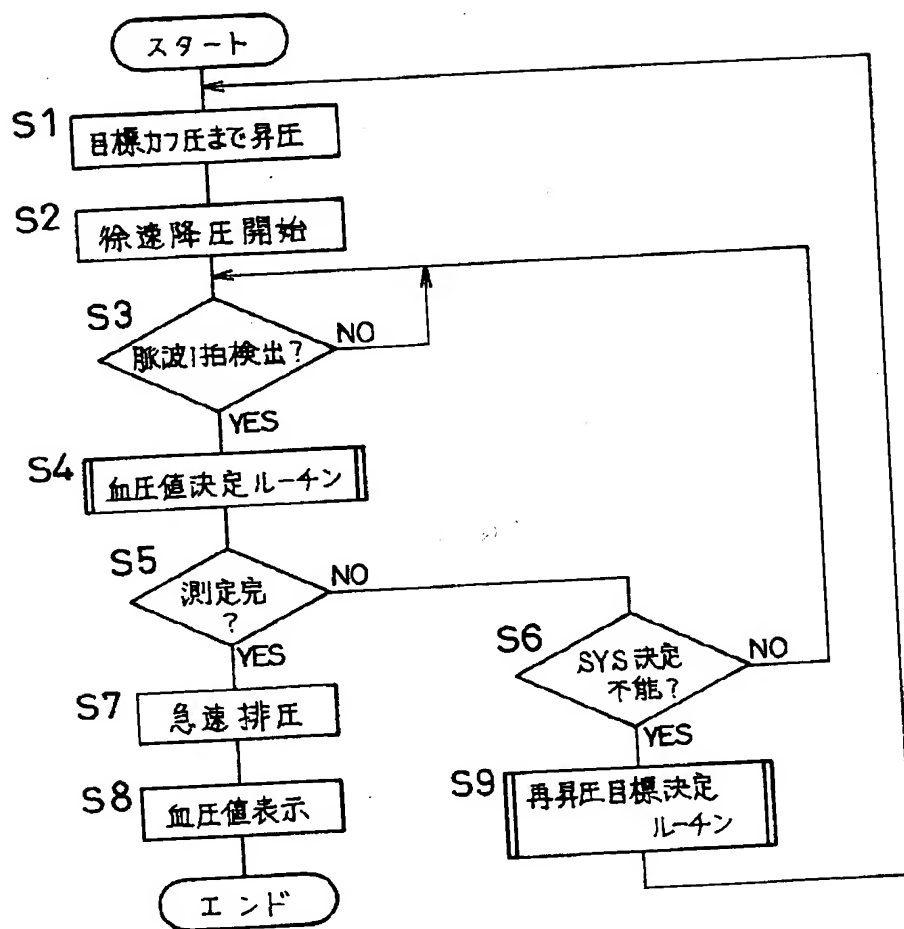 スタート
S1
目標カフ圧まで昇圧
S2
徐速降圧開始
S3
脈波1拍検出?
NO
YES
S4
血圧値決定ルーチン
S5
測定完
?
NO
YES
S6
SYS決定
不能?
NO
YES
S7
急速排圧
S8
血圧値表示
S9
再昇圧目標決定
ルーチン
エンド